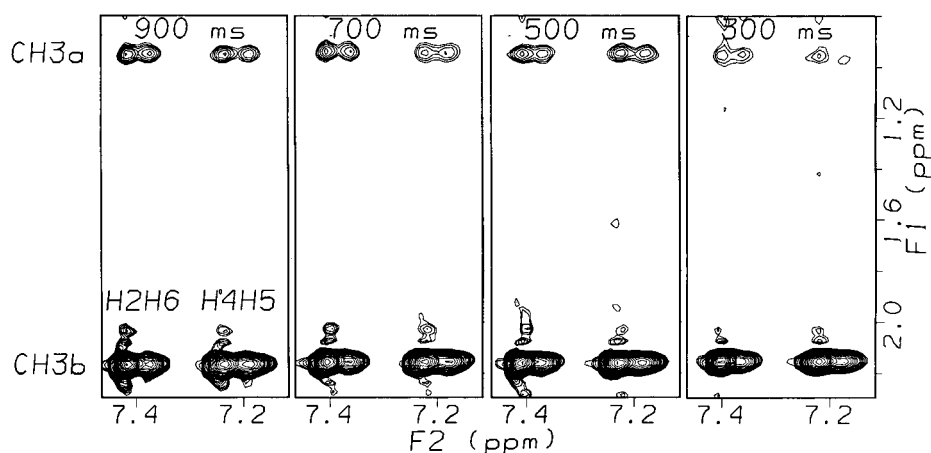 900 ms 700 ms 500 ms 300 ms
CH3a
1.2
1.6
F1 (ppm)
H2H6 H4H5
2.0
CH3b
7.4 7.2 7.4 7.2 7.4 7.2 7.4 7.2
F2 (ppm)